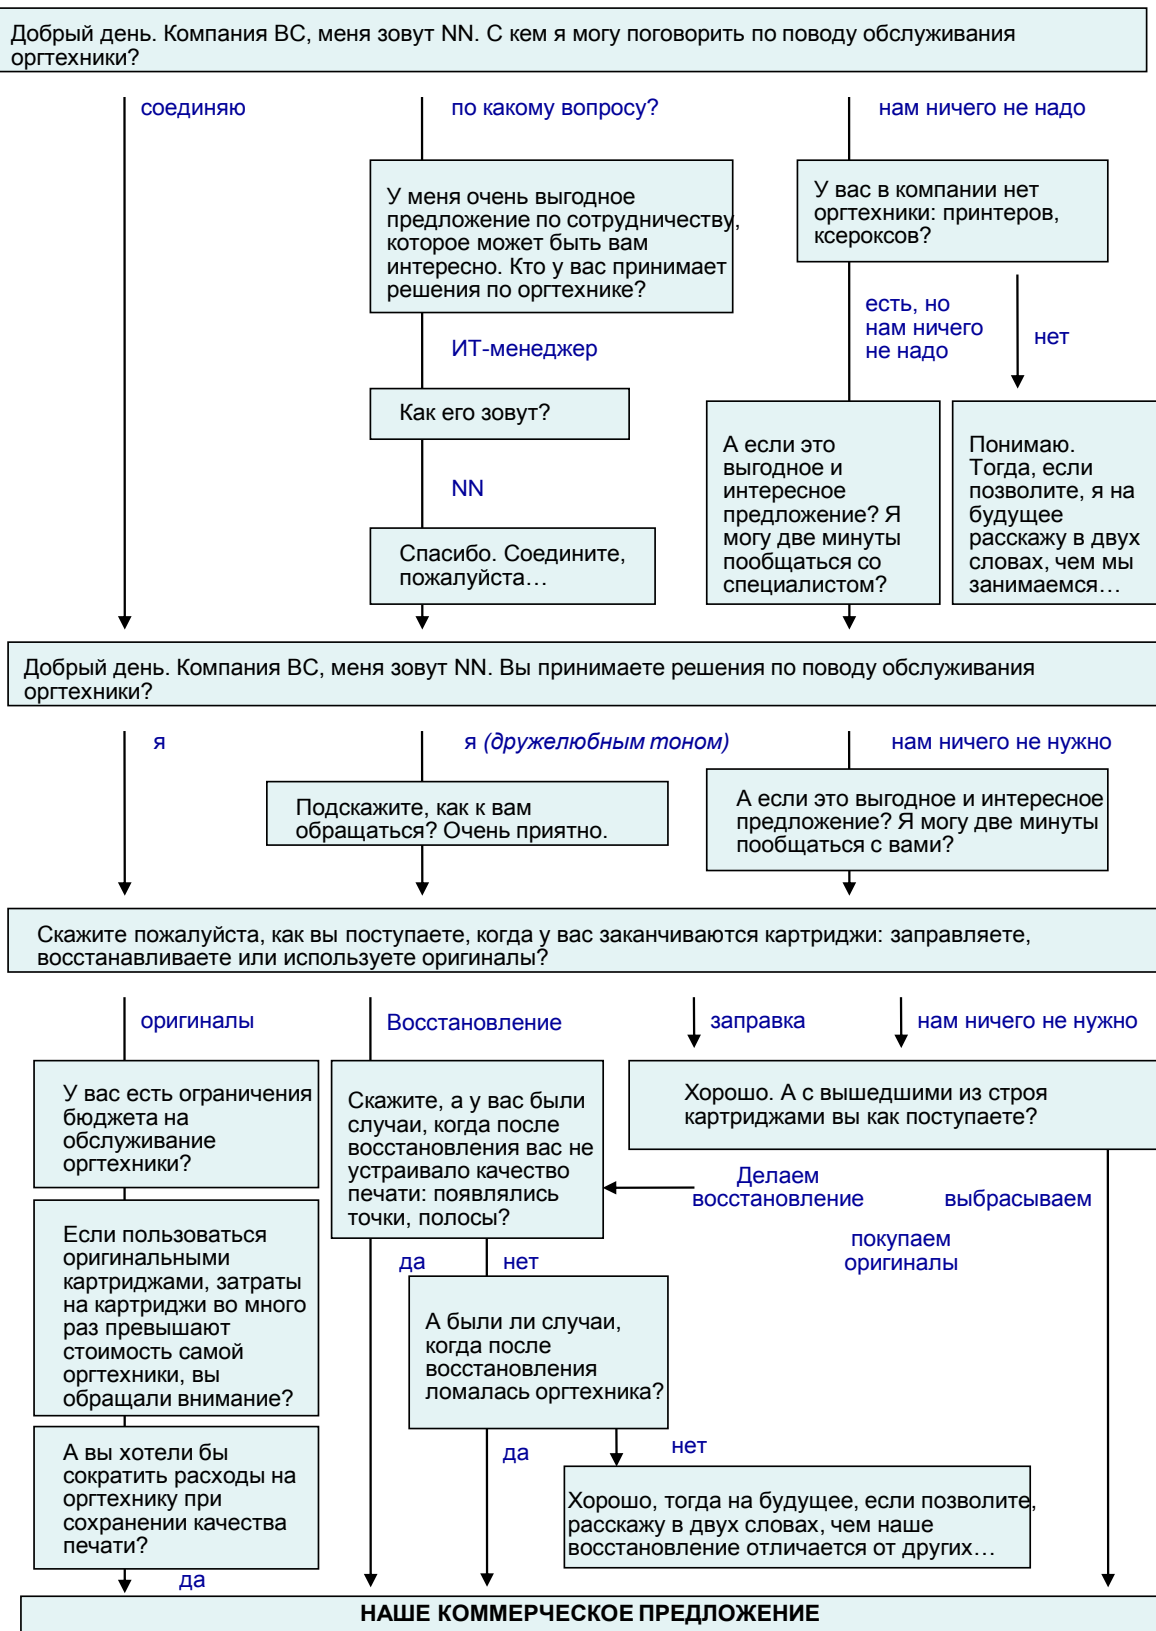 Добрый день. Компания ВС, меня зовут NN. С кем я могу поговорить по поводу обслуживания
оргтехники?
соединяю
по какому вопросу?
нам ничего не надо
У меня очень выгодное
предложение по сотрудничеству,
которое может быть вам
интересно. Кто у вас принимает
решения по оргтехнике?
У вас в компании нет
оргтехники: принтеров,
ксероксов?
ИТ-менеджер
есть, но
нам ничего
не надо
нет
Как его зовут?
NN
Спасибо. Соедините,
пожалуйста…
А если это
выгодное и
интересное
предложение? Я
могу две минуты
пообщаться со
специалистом?
Понимаю.
Тогда, если
позволите, я на
будущее
расскажу в двух
словах, чем мы
занимаемся…
Добрый день. Компания ВС, меня зовут NN. Вы принимаете решения по поводу обслуживания
оргтехники?
я
я (дружелюбным тоном)
нам ничего не нужно
Подскажите, как к вам
обращаться? Очень приятно.
А если это выгодное и интересное
предложение? Я могу две минуты
пообщаться с вами?
Скажите пожалуйста, как вы поступаете, когда у вас заканчиваются картриджи: заправляете,
восстанавливаете или используете оригиналы?
оригиналы
Восстановление
заправка
нам ничего не нужно
У вас есть ограничения
бюджета на
обслуживание
оргтехники?
Скажите, а у вас были
случаи, когда после
восстановления вас не
устраивало качество
печати: появлялись
точки, полосы?
Хорошо. А с вышедшими из строя
картриджами вы как поступаете?
Делаем
восстановление
выбрасываем
покупаем
оригиналы
Если пользоваться
оригинальными
картриджами, затраты
на картриджи во много
раз превышают
стоимость самой
оргтехники, вы
обращали внимание?
да
нет
А были ли случаи,
когда после
восстановления
ломалась оргтехника?
А вы хотели бы
сократить расходы на
оргтехнику при
сохранении качества
печати?
да
нет
Хорошо, тогда на будущее, если позволите,
расскажу в двух словах, чем наше
восстановление отличается от других…
да
НАШЕ КОММЕРЧЕСКОЕ ПРЕДЛОЖЕНИЕ